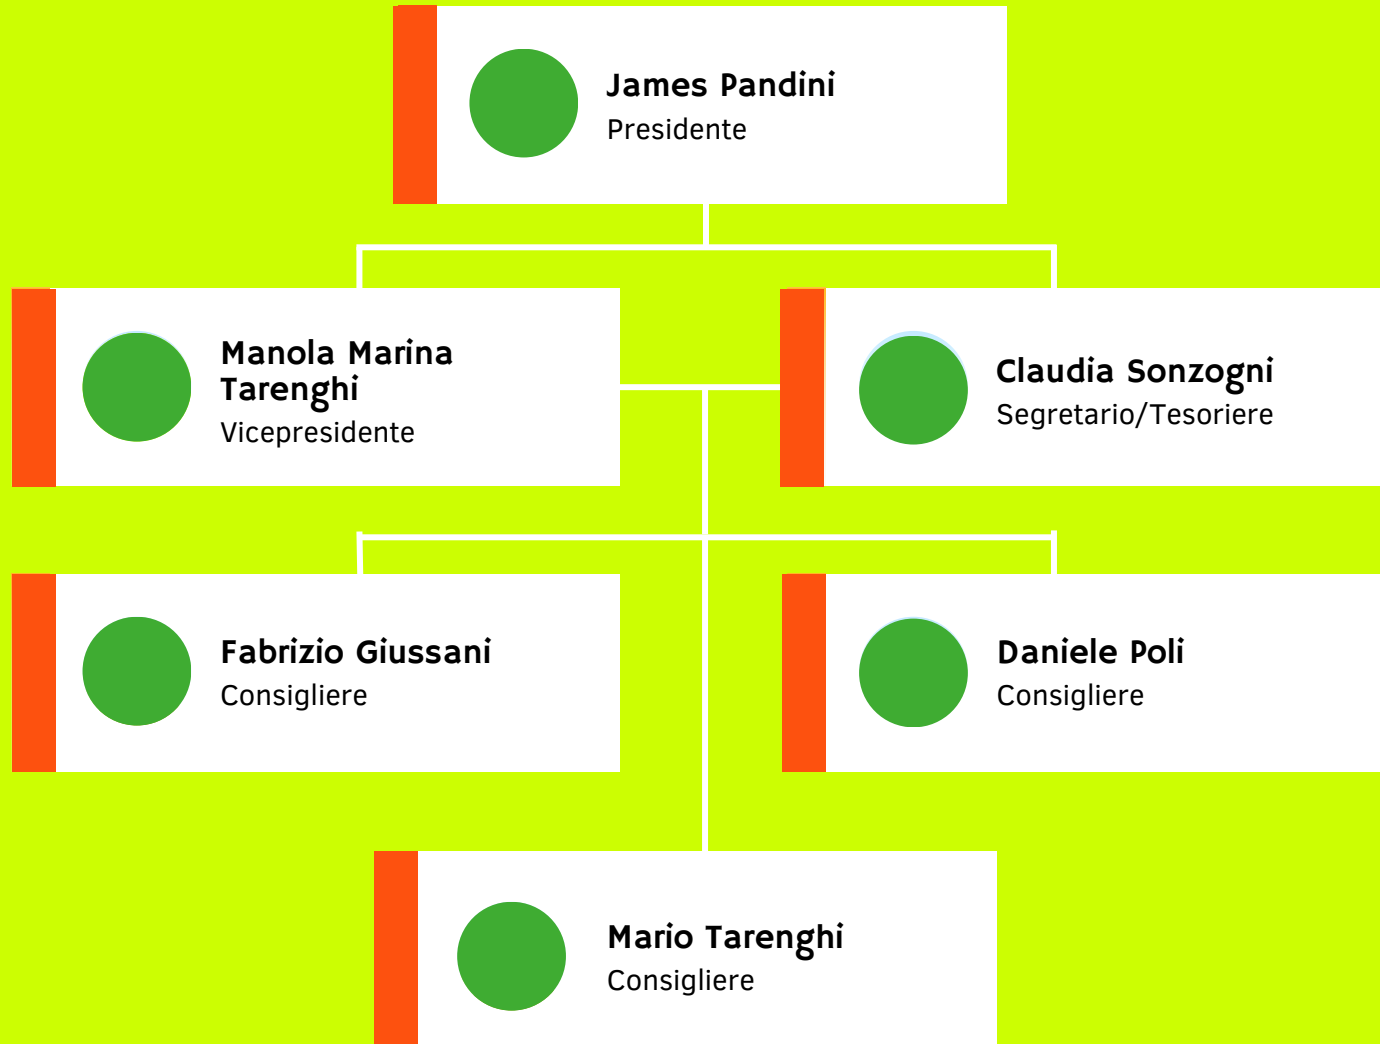 James Pandini
Presidente
Manola Marina
Tarenghi
Vicepresidente
Claudia Sonzogni
Segretario/Tesoriere
Fabrizio Giussani
Consigliere
Daniele Poli
Consigliere
Mario Tarenghi
Consigliere